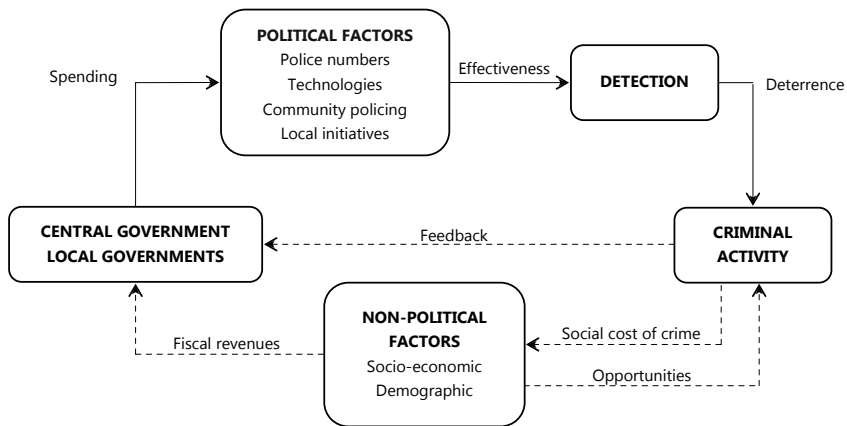 POLITICAL FACTORS
Police numbers
Technologies
Community policing
Local initiatives
Spending
Effectiveness
DETECTION
Deterrence
CENTRAL GOVERNMENT
LOCAL GOVERNMENTS
Feedback
CRIMINAL
ACTIVITY
NON-POLITICAL
FACTORS
Socio-economic
Demographic
Fiscal revenues
Social cost of crime
Opportunities